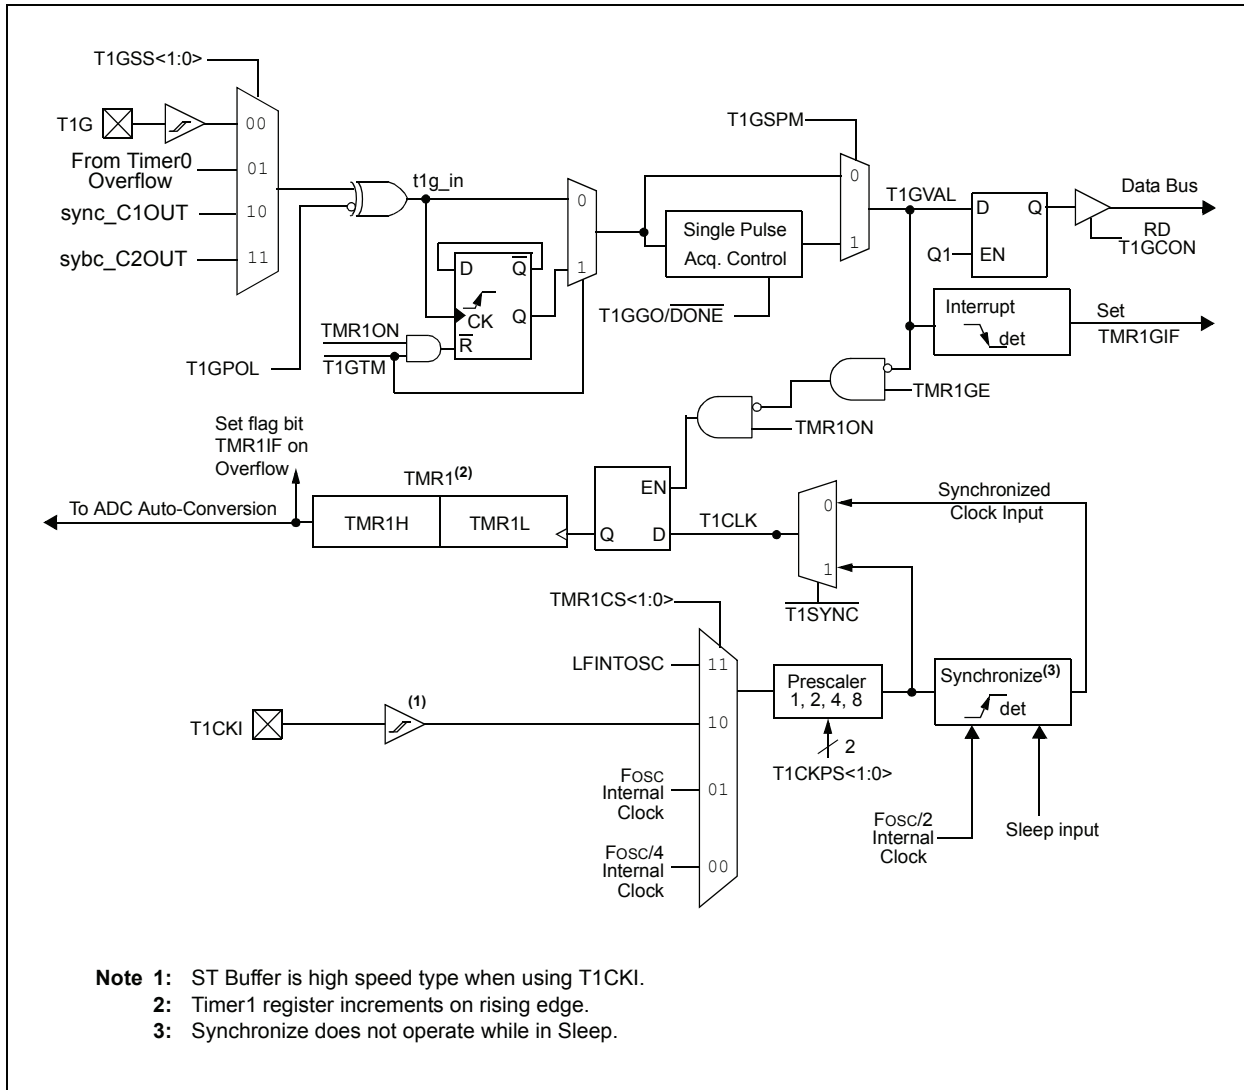 T1GSS<1:0>
T1G
00
From Timer0
Overflow
01
sync_C1OUT
10
sybc_C2OUT
11
T1GPOL
t1g_in
0
1
D
Q
CK
Q
R
TMR1ON
T1GTM
T1GSPM
0
1
Single Pulse
Acq. Control
T1GGO/DONE
T1GVAL
D
Q
Q1
EN
Data Bus
RD
T1GCON
Interrupt
det
Set
TMR1GIF
TMR1GE
TMR1ON
Set flag bit
TMR1IF on
Overflow
TMR1(2)
To ADC Auto-Conversion
TMR1H
TMR1L
EN
Q
D
T1CLK
0
1
T1SYNC
Synchronized
Clock Input
TMR1CS<1:0>
LFINTOSC
11
T1CKI
(1)
10
FOSC
Internal
Clock
01
FOSC/4
Internal
Clock
00
Prescaler
1, 2, 4, 8
2
T1CKPS<1:0>
Synchronize(3)
det
FOSC/2
Internal
Clock
Sleep input
Note 1: ST Buffer is high speed type when using T1CKI.
2: Timer1 register increments on rising edge.
3: Synchronize does not operate while in Sleep.